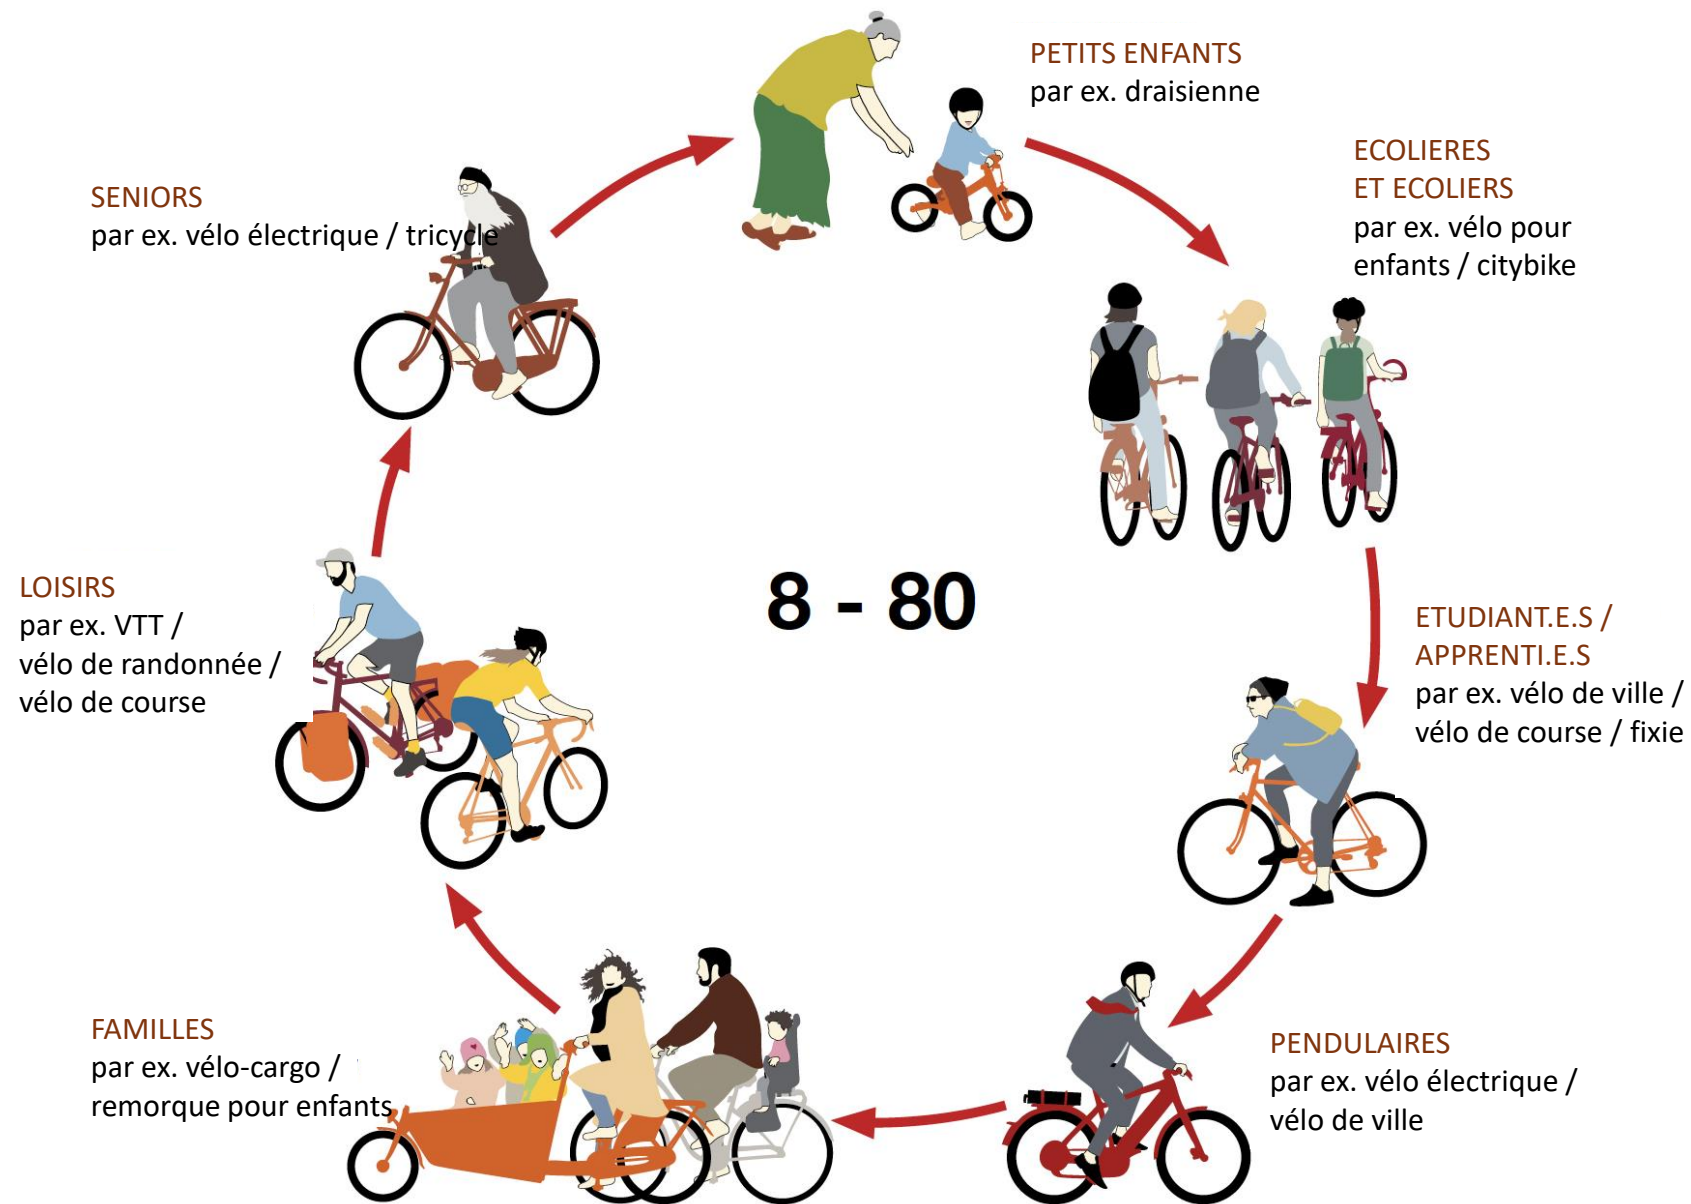 PETITS ENFANTS
par ex. draisienne
ECOLIERES
ET ECOLIERS
par ex. vélo pour
enfants / citybike
ETUDIANT.E.S /
APPRENTI.E.S
par ex. vélo de ville /
vélo de course / fixie
PENDULAIRES
par ex. vélo électrique /
vélo de ville
FAMILLES
par ex. vélo-cargo /
remorque pour enfants
LOISIRS
par ex. VTT /
vélo de randonnée /
vélo de course
SENIORS
par ex. vélo électrique / tricycle
8 - 80